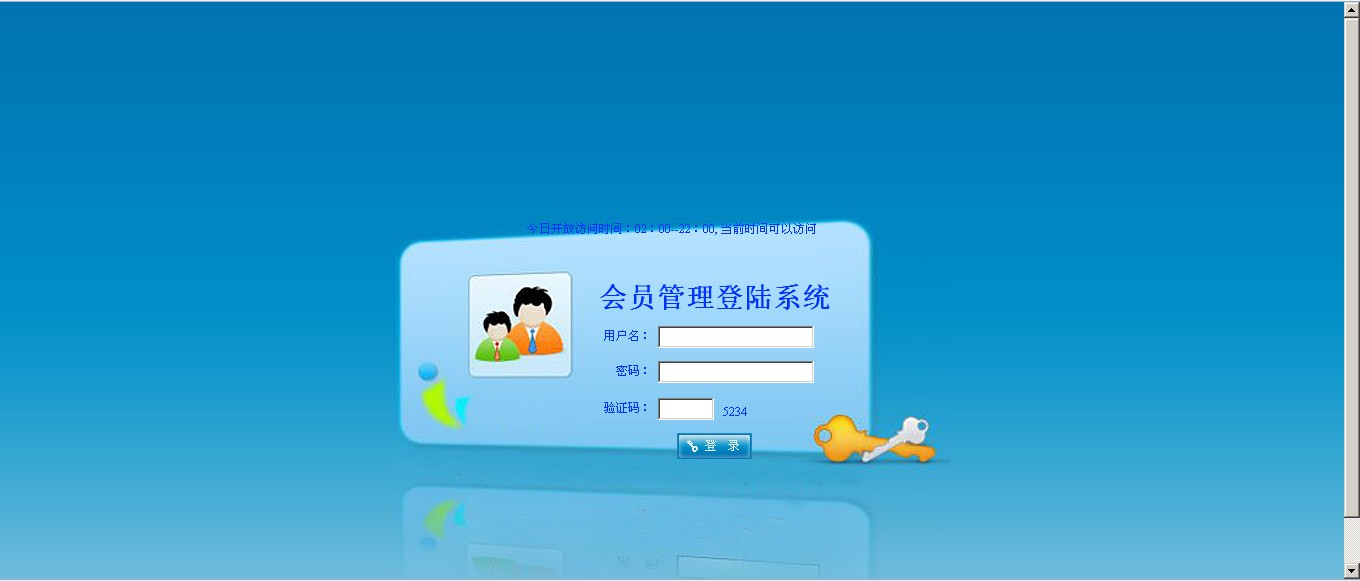 今日开放访问时间：02：00--22：00, 当前时间可以访问
会员管理登陆系统
用户名：
密码：
验证码： 5234
登 录